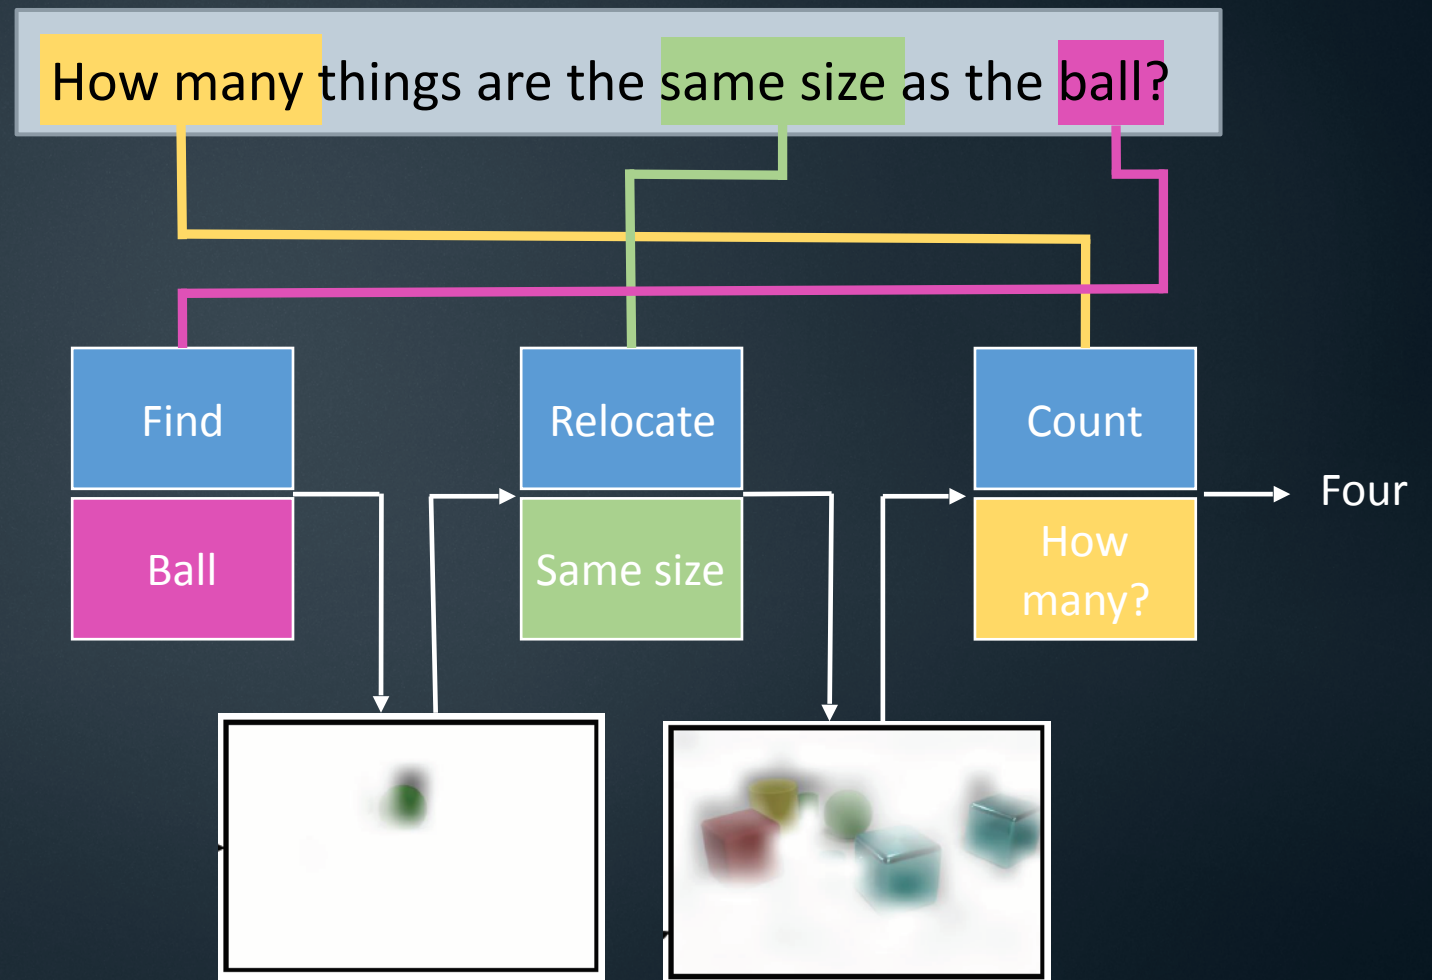 How many things are the same size as the ball?
Find
Relocate
Count
Ball
Same size
How
many?
Four